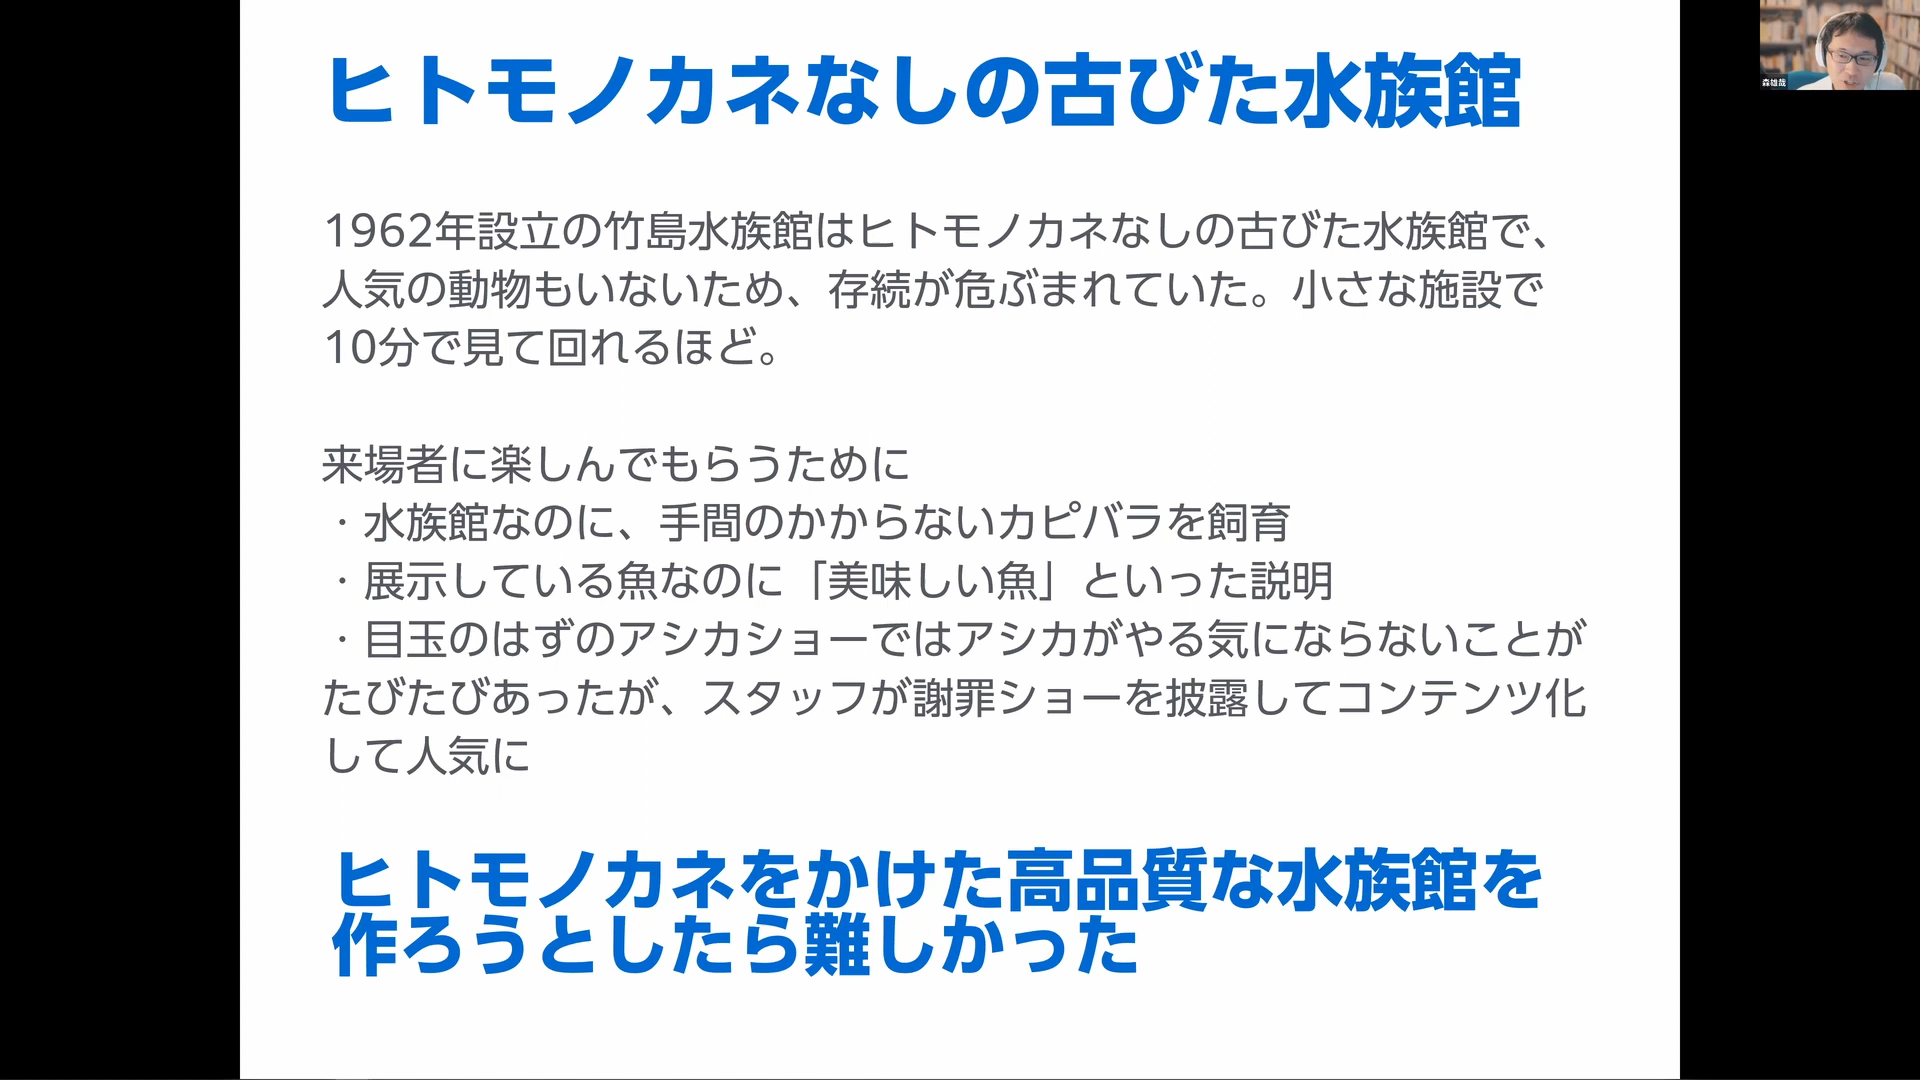 ヒトモノカネなしの古びた水族館
森雄哉
1962年設立の竹島水族館はヒトモノカネなしの古びた水族館で、
人気の動物もいないため、存続が危ぶまれていた。小さな施設で
10分で見て回れるほど。
来場者に楽しんでもらうために
・水族館なのに、手間のかからないカピバラを飼育
・展示している魚なのに「美味しい魚」といった説明
・目玉のはずのアシカショーではアシカがやる気にならないことが
たびたびあったが、スタッフが謝罪ショーを披露してコンテンツ化
して人気に
ヒトモノカネをかけた高品質な水族館を
作ろうとしたら難しかった